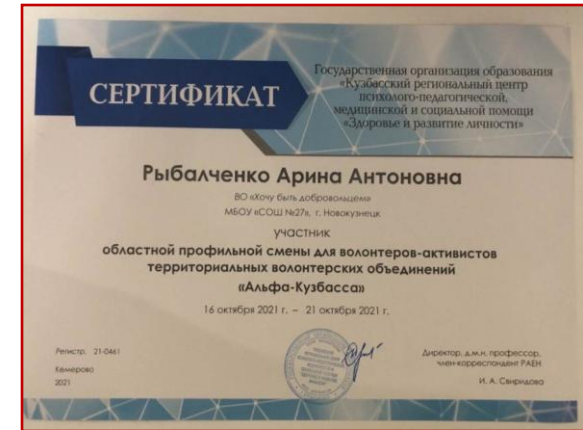 СЕРТИФИКАТ
Государственная организация образования
«Кузбасский региональный центр
психолого-педагогической,
медицинской и социальной помощи
«Здоровье и развитие личности»
Рыбалченко Арина Антоновна
ВО «Хочу быть добровольцем»
МБОУ «СОШ №27», г. Новокузнецк
участник
областной профильной смены для волонтеров-активистов
территориальных волонтерских объединений
«Альфа-Кузбасса»
16 октября 2021 г. – 21 октября 2021 г.
Регистр. 21-0461
Кемерово
2021
Директор, д.м.н. профессор,
член-корреспондент РАЕН
И. А. Свиридова